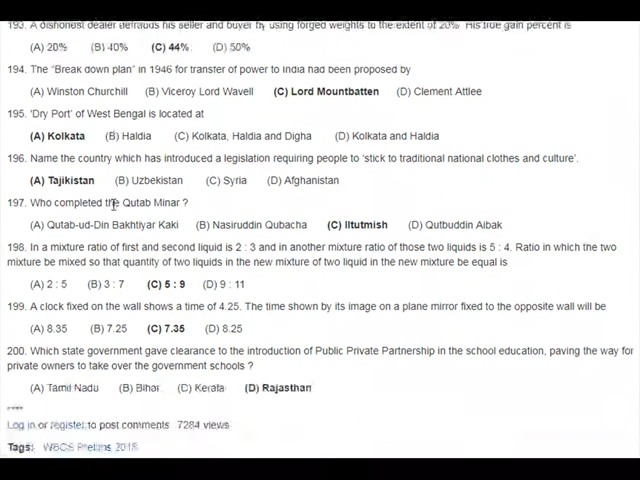 193. A dishonest dealer defrauds his seller and buyer by using forged weights to the extent of 20% His true gain percent is
(A) 20% (B) 40% (C) 44% (D) 50%
194. The “Break down plan” in 1946 for transfer of power to India had been proposed by
(A) Winston Churchill (B) Viceroy Lord Wavell (C) Lord Mountbatten (D) Clement Attlee
195. 'Dry Port' of West Bengal is located at
(A) Kolkata (B) Haldia (C) Kolkata, Haldia and Digha (D) Kolkata and Haldia
196. Name the country which has introduced a legislation requiring people to ‘stick to traditional national clothes and culture’.
(A) Tajikistan (B) Uzbekistan (C) Syria (D) Afghanistan
197. Who completed the Qutab Minar ?
(A) Qutab-ud-Din Bakhtiyar Kaki (B) Nasiruddin Qubacha (C) Iltutmish (D) Qutbuddin Aibak
198. In a mixture ratio of first and second liquid is 2 : 3 and in another mixture ratio of those two liquids is 5 : 4. Ratio in which the two
mixture be mixed so that quantity of two liquids in the new mixture of two liquid in the new mixture be equal is
(A) 2 : 5 (B) 3 : 7 (C) 5 : 9 (D) 9 : 11
199. A clock fixed on the wall shows a time of 4.25. The time shown by its image on a plane mirror fixed to the opposite wall will be
(A) 8.35 (B) 7.25 (C) 7.35 (D) 8.25
200. Which state government gave clearance to the introduction of Public Private Partnership in the school education, paving the way for
private owners to take over the government schools ?
(A) Tamil Nadu (B) Bihar (C) Kerala (D) Rajasthan
****
Log in or register to post comments 7284 views
Tags: WBCS Prelims 2018